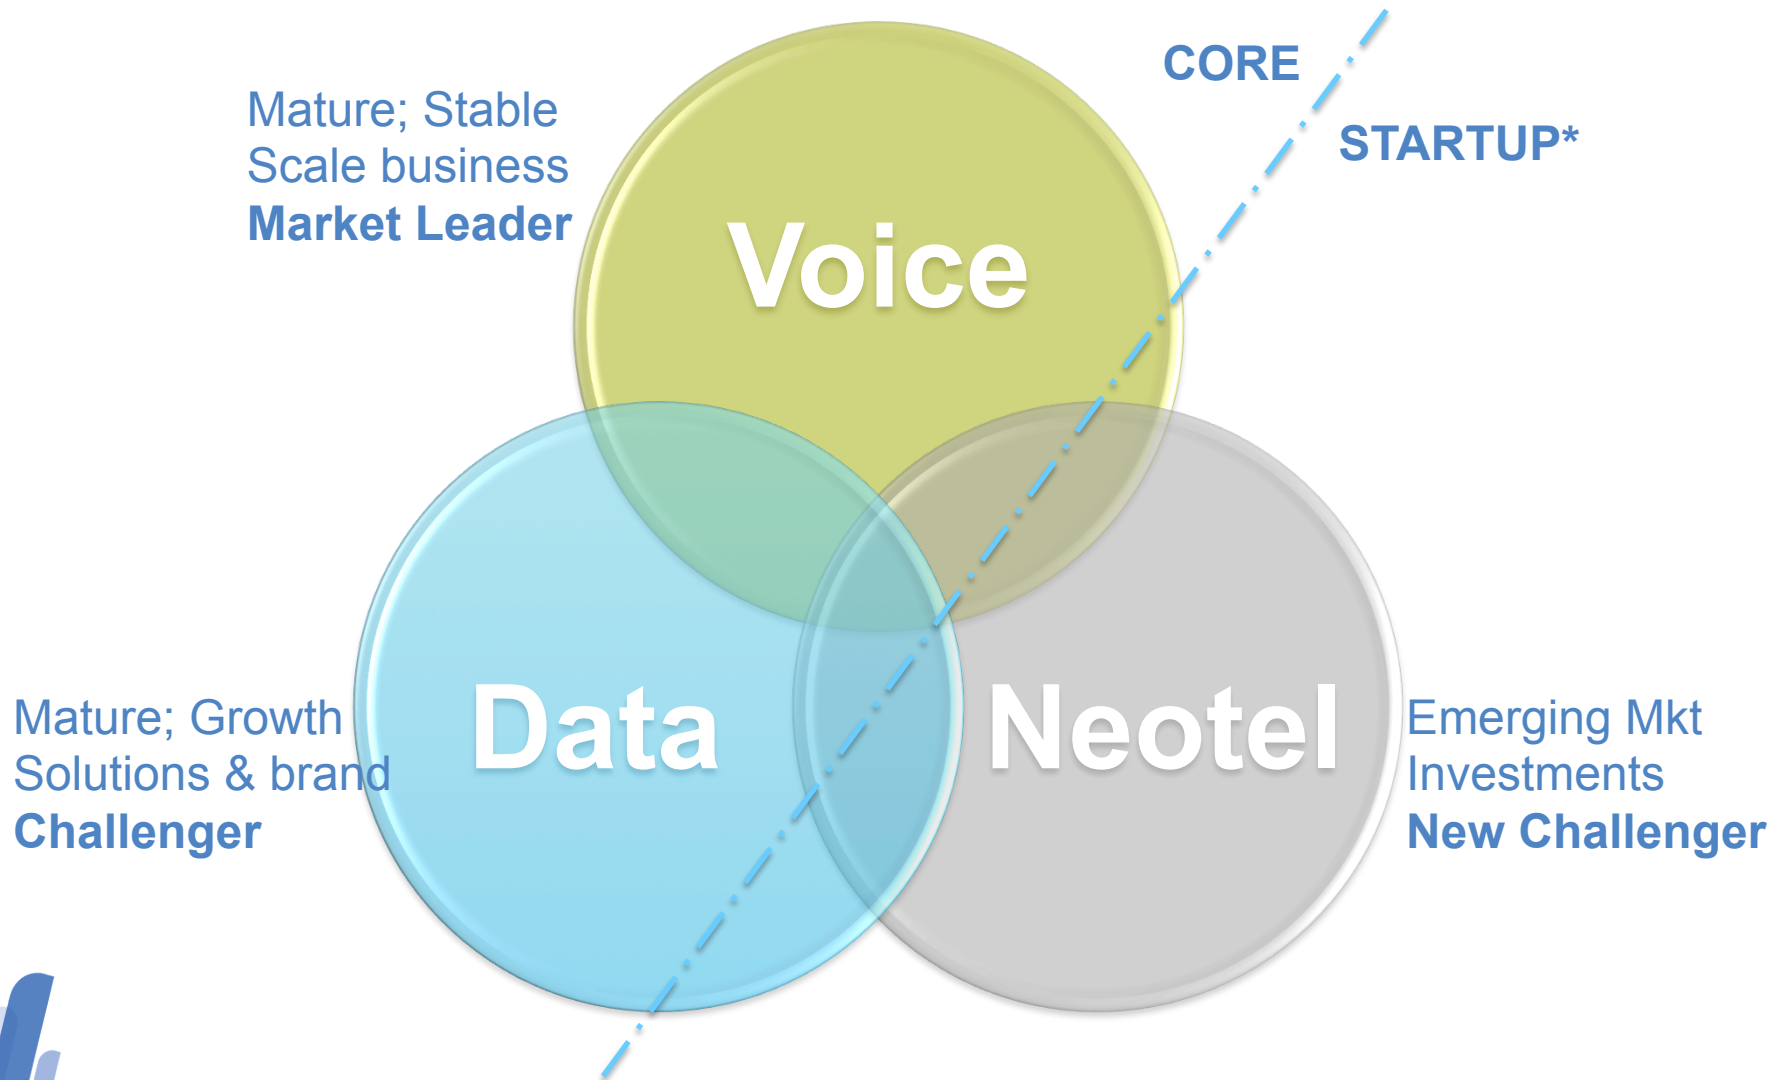 CORE
STARTUP*
Mature; Stable
Scale business
Market Leader
Voice
Mature; Growth
Solutions & brand
Challenger
Data
Neotel
Emerging Mkt
Investments
New Challenger